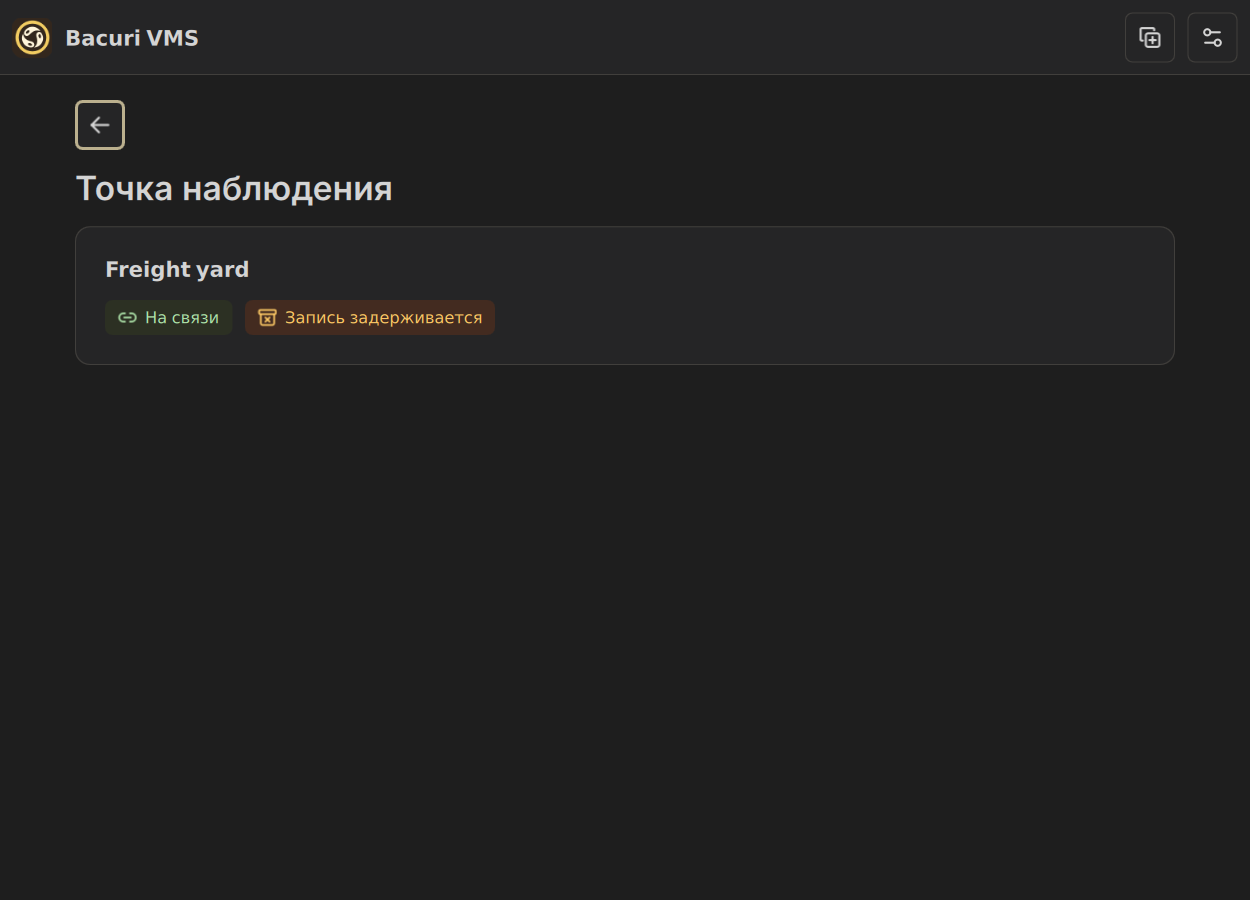 Bacuri VMS
Точка наблюдения
Freight yard
На связи
Запись задерживается